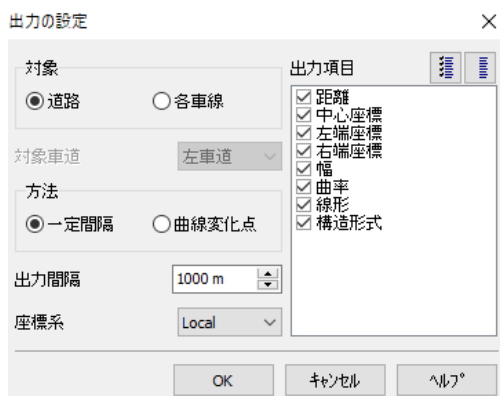 出力の設定
対象
道路
各車線
対象車道
左車道
方法
一定間隔
曲線変化点
出力間隔
1000 m
座標系
Local
出力項目
距離
中心座標
左端座標
右端座標
幅
曲率
線形
構造形式
OK
キャンセル
ヘルプ